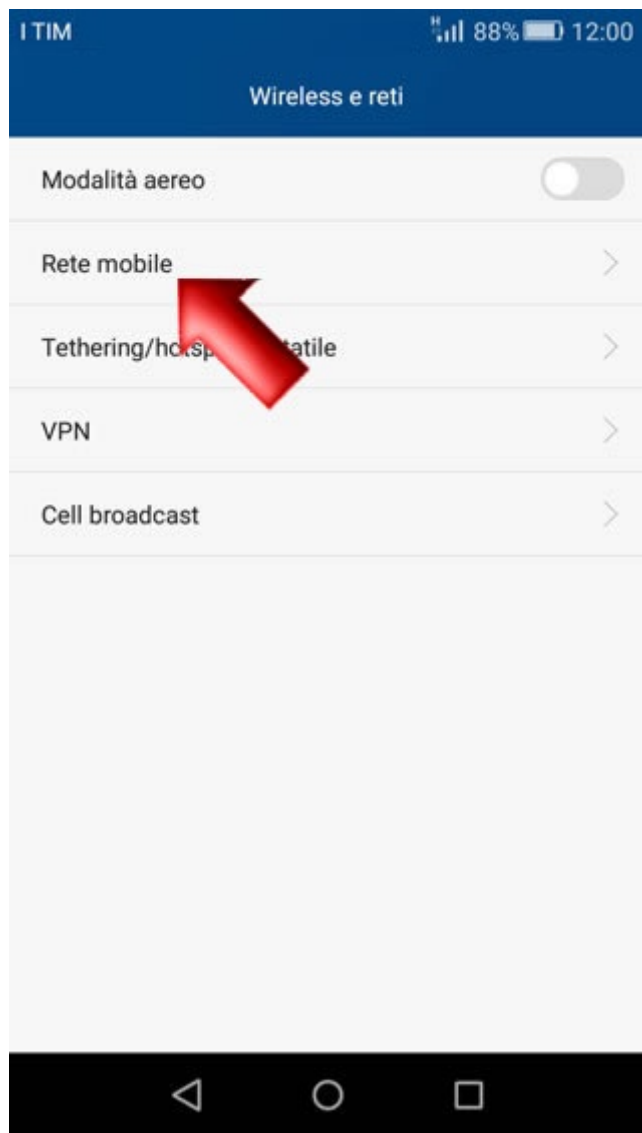 I TIM
H 88% 12:00
Wireless e reti
Modalità aereo
Rete mobile
Tethering/hotsp tatile
VPN
Cell broadcast